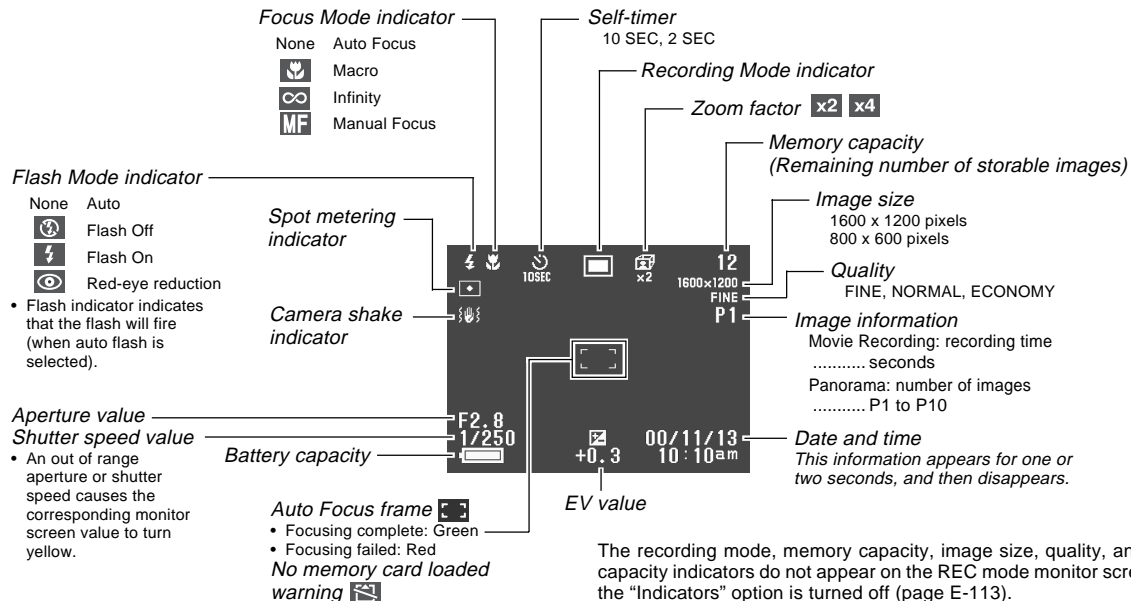 Focus Mode indicator
None Auto Focus
Macro
Infinity
MF Manual Focus
Self-timer
10 SEC, 2 SEC
Recording Mode indicator
Zoom factor x2 x4
Memory capacity
(Remaining number of storable images)
Image size
1600 x 1200 pixels
800 x 600 pixels
Quality
FINE, NORMAL, ECONOMY
Image information
Movie Recording: recording time
........... seconds
Panorama: number of images
........... P1 to P10
Date and time
This information appears for one or
two seconds, and then disappears.
Flash Mode indicator
None Auto
Flash Off
Flash On
Red-eye reduction
• Flash indicator indicates
that the flash will fire
(when auto flash is
selected).
Spot metering
indicator
Camera shake
indicator
10SEC
x2
12
1600×1200
FINE
P1
F2.8
1/250
+0.3
00/11/13
10:10am
Aperture value
Shutter speed value
• An out of range
aperture or shutter
speed causes the
corresponding monitor
screen value to turn
yellow.
Battery capacity
EV value
Auto Focus frame
• Focusing complete: Green
• Focusing failed: Red
No memory card loaded
warning
The recording mode, memory capacity, image size, quality, an
capacity indicators do not appear on the REC mode monitor scre
the “Indicators” option is turned off (page E-113).